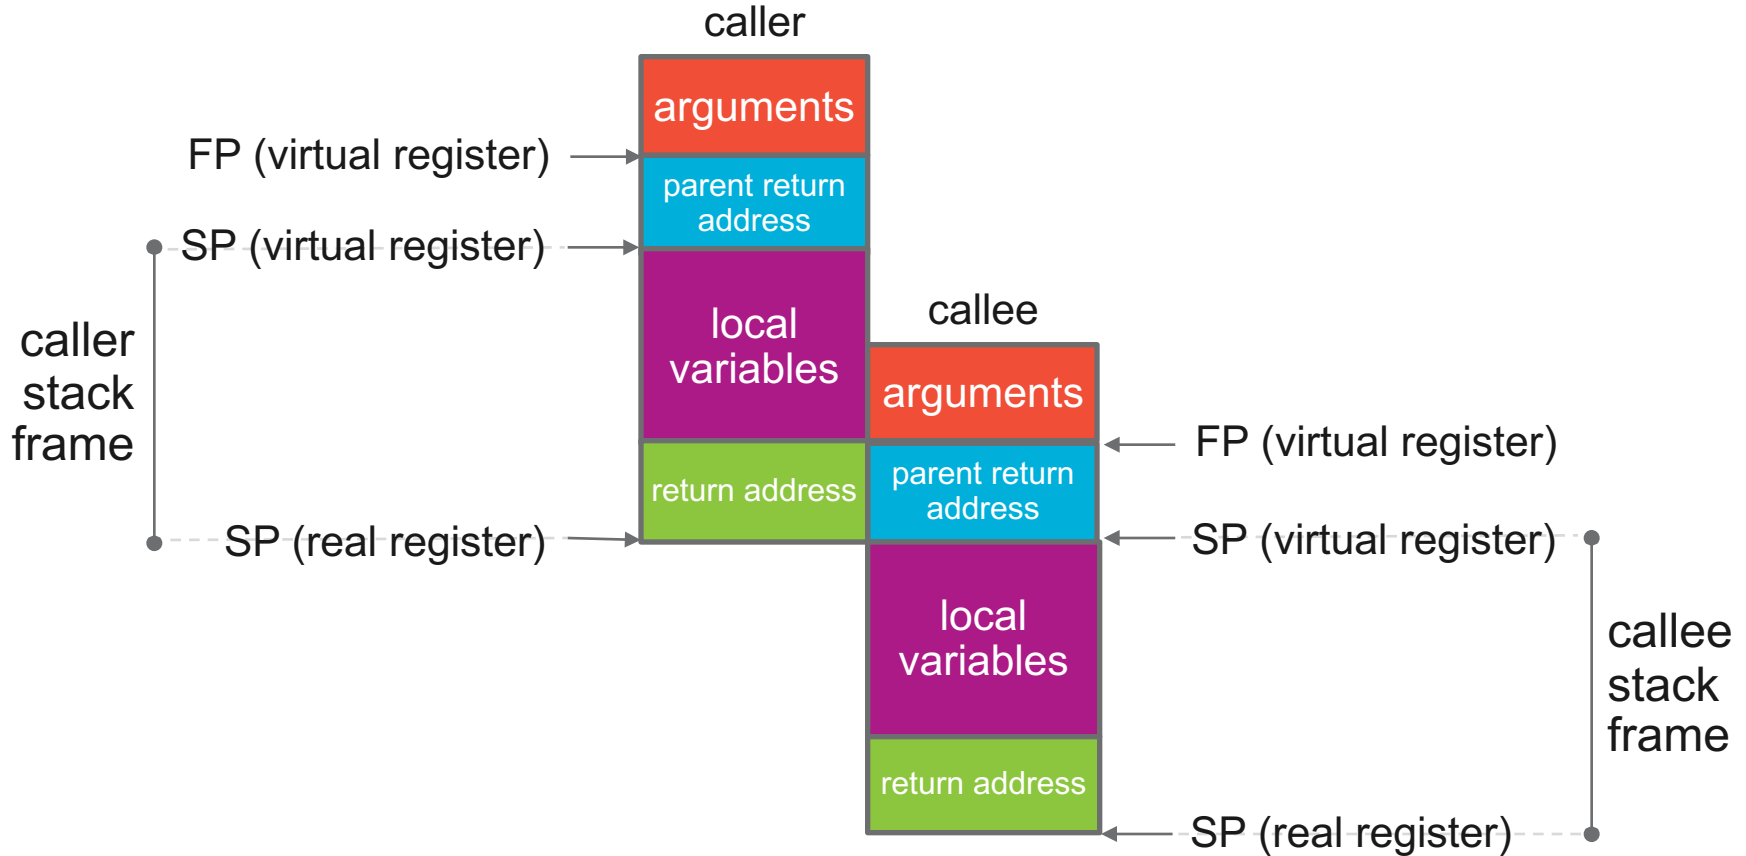 caller
arguments
FP (virtual register)
parent return
address
SP (virtual register)
local
variables
caller
stack
frame
return address
SP (real register)
callee
arguments
FP (virtual register)
parent return
address
SP (virtual register)
local
variables
callee
stack
frame
return address
SP (real register)